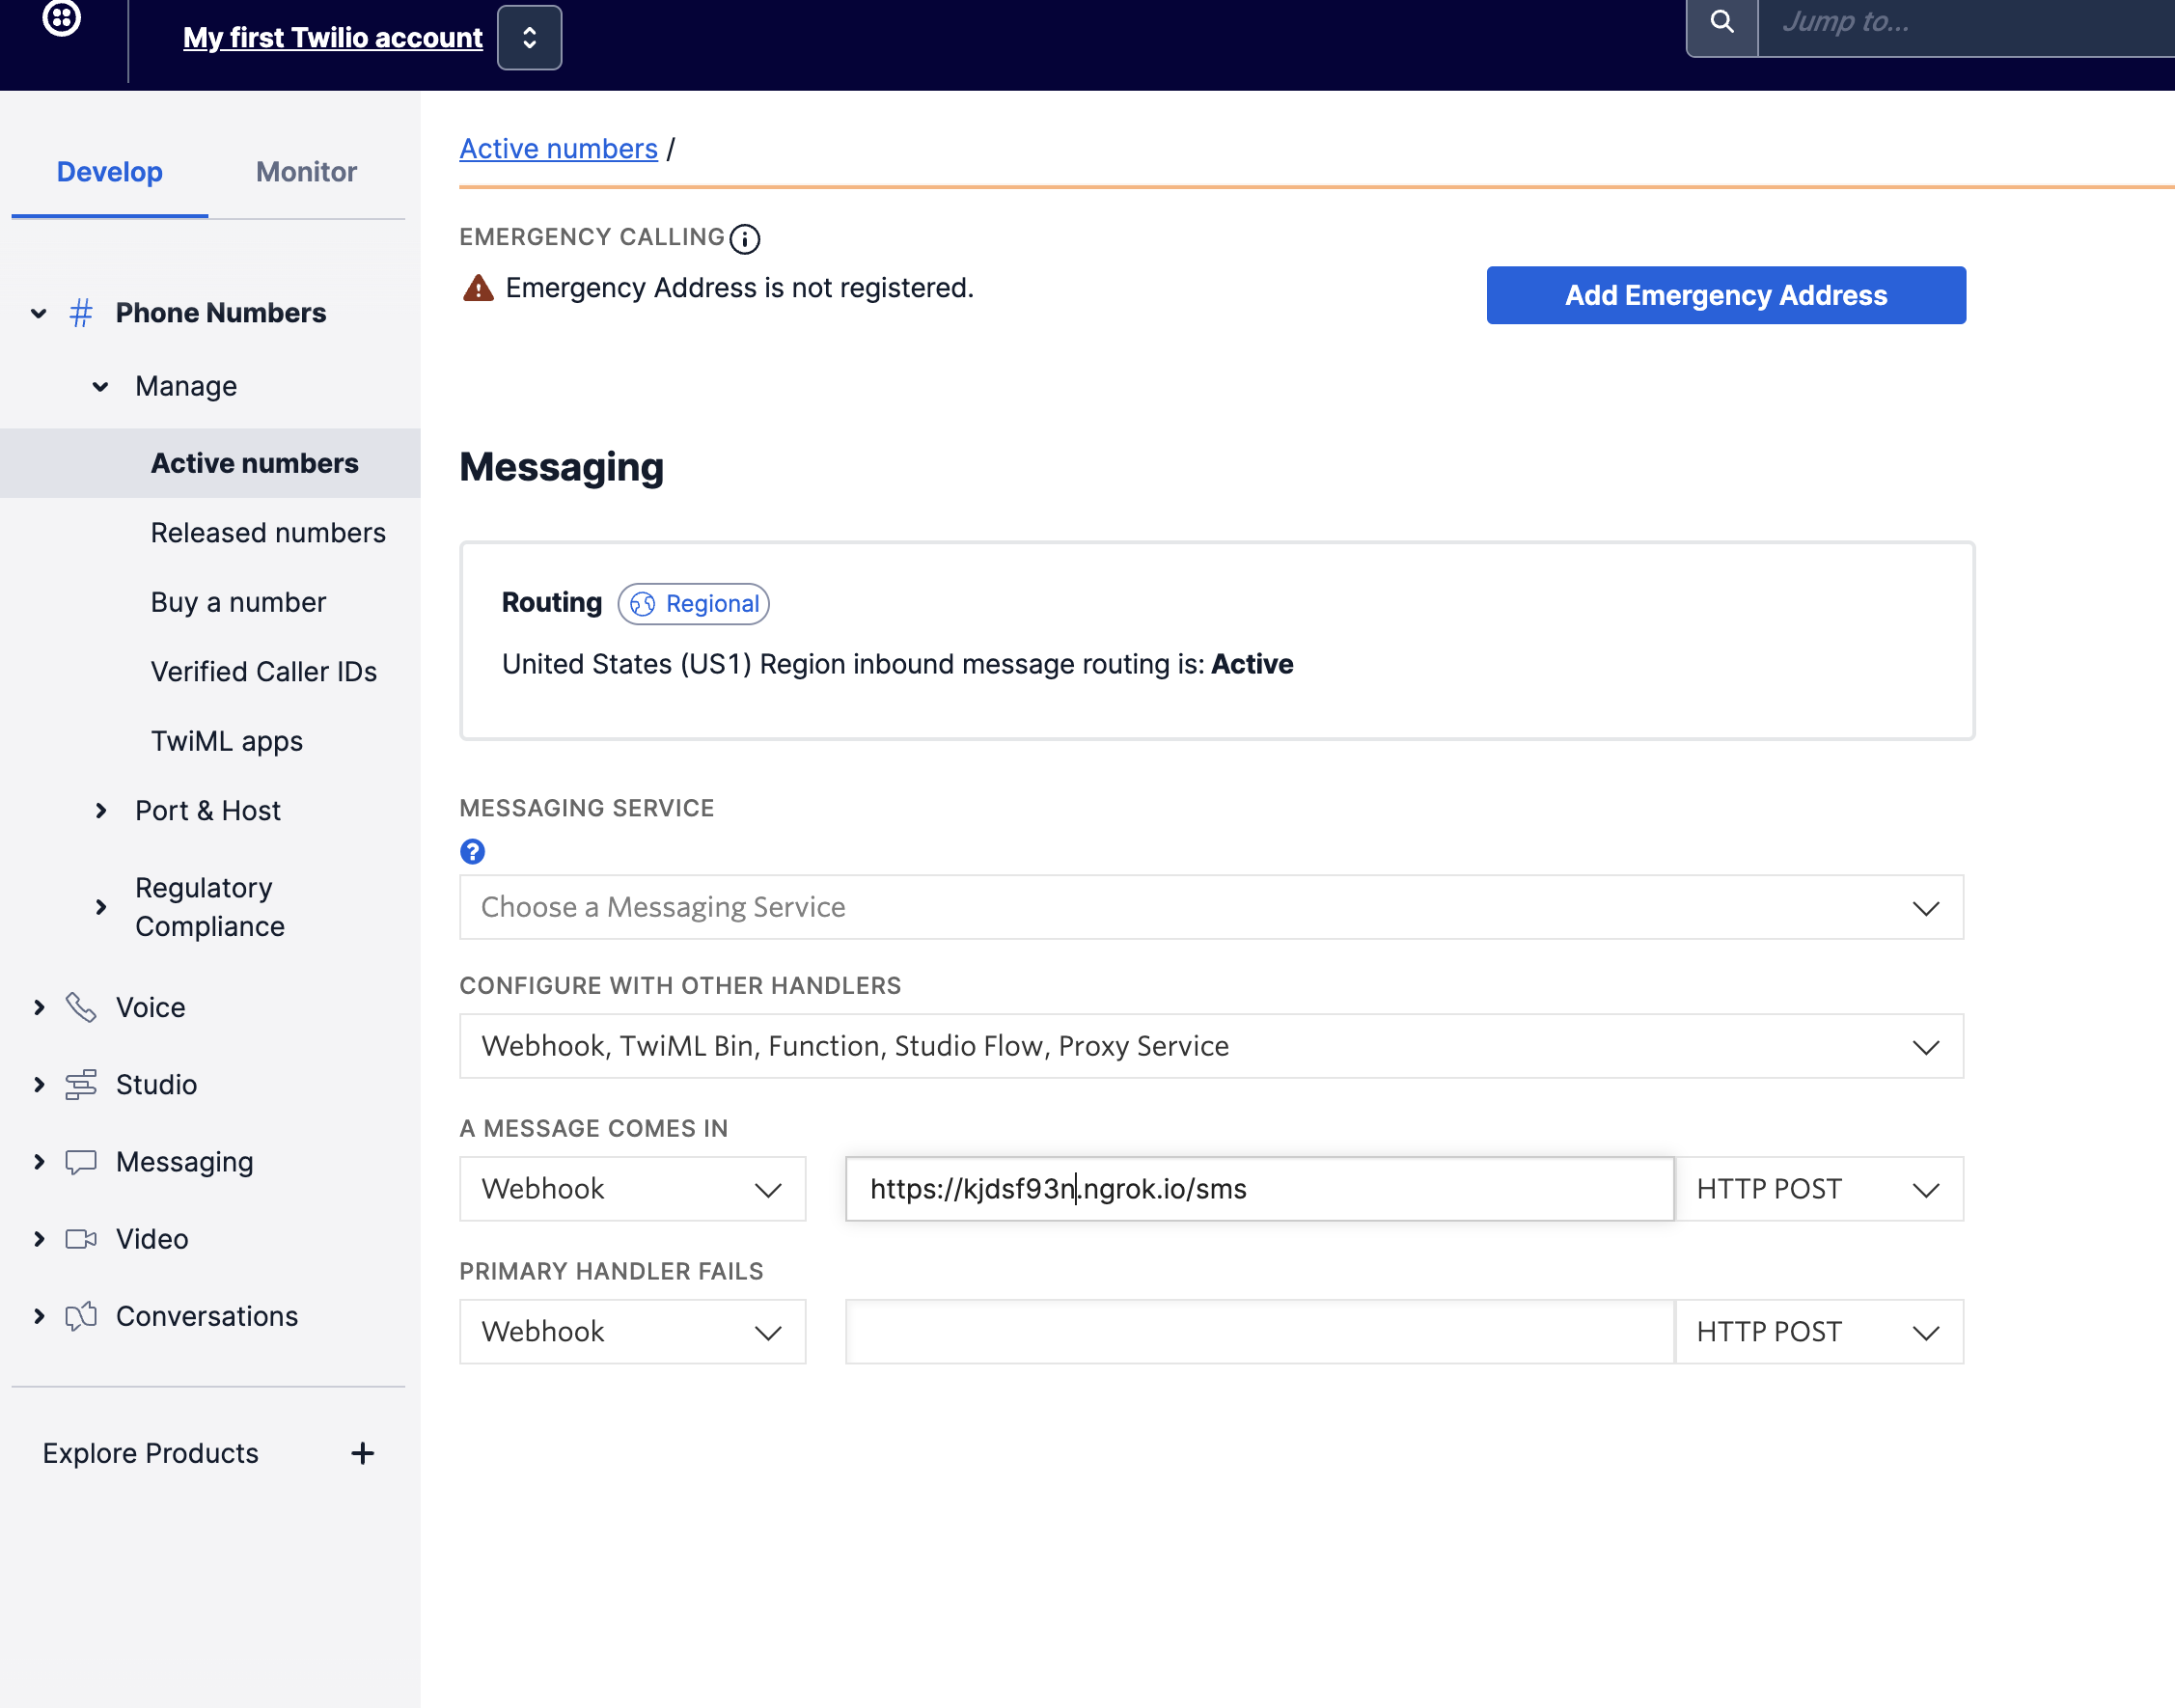 My first Twilio account
Jump to...
Develop
Monitor
Phone Numbers
Manage
Active numbers
Released numbers
Buy a number
Verified Caller IDs
TwiML apps
Port & Host
Regulatory
Compliance
Voice
Studio
Messaging
Video
Conversations
Explore Products
Active numbers /
EMERGENCY CALLING
Emergency Address is not registered.
Add Emergency Address
Messaging
Routing Regional
United States (US1) Region inbound message routing is: Active
MESSAGING SERVICE
Choose a Messaging Service
CONFIGURE WITH OTHER HANDLERS
Webhook, TwiML Bin, Function, Studio Flow, Proxy Service
A MESSAGE COMES IN
Webhook
https://kjdsf93n.ngrok.io/sms
HTTP POST
PRIMARY HANDLER FAILS
Webhook
HTTP POST